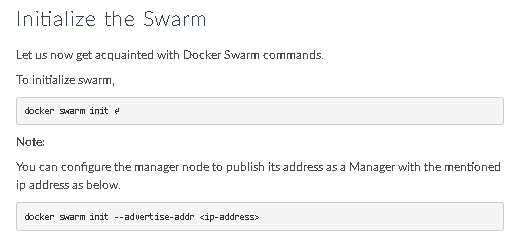 Initialize the Swarm
Let us now get acquainted with Docker Swarm commands.
To initialize swarm,
docker swarm init ↲
Note:
You can configure the manager node to publish its address as a Manager with the mentioned
ip address as below.
docker swarm init --advertise-addr <ip-address>